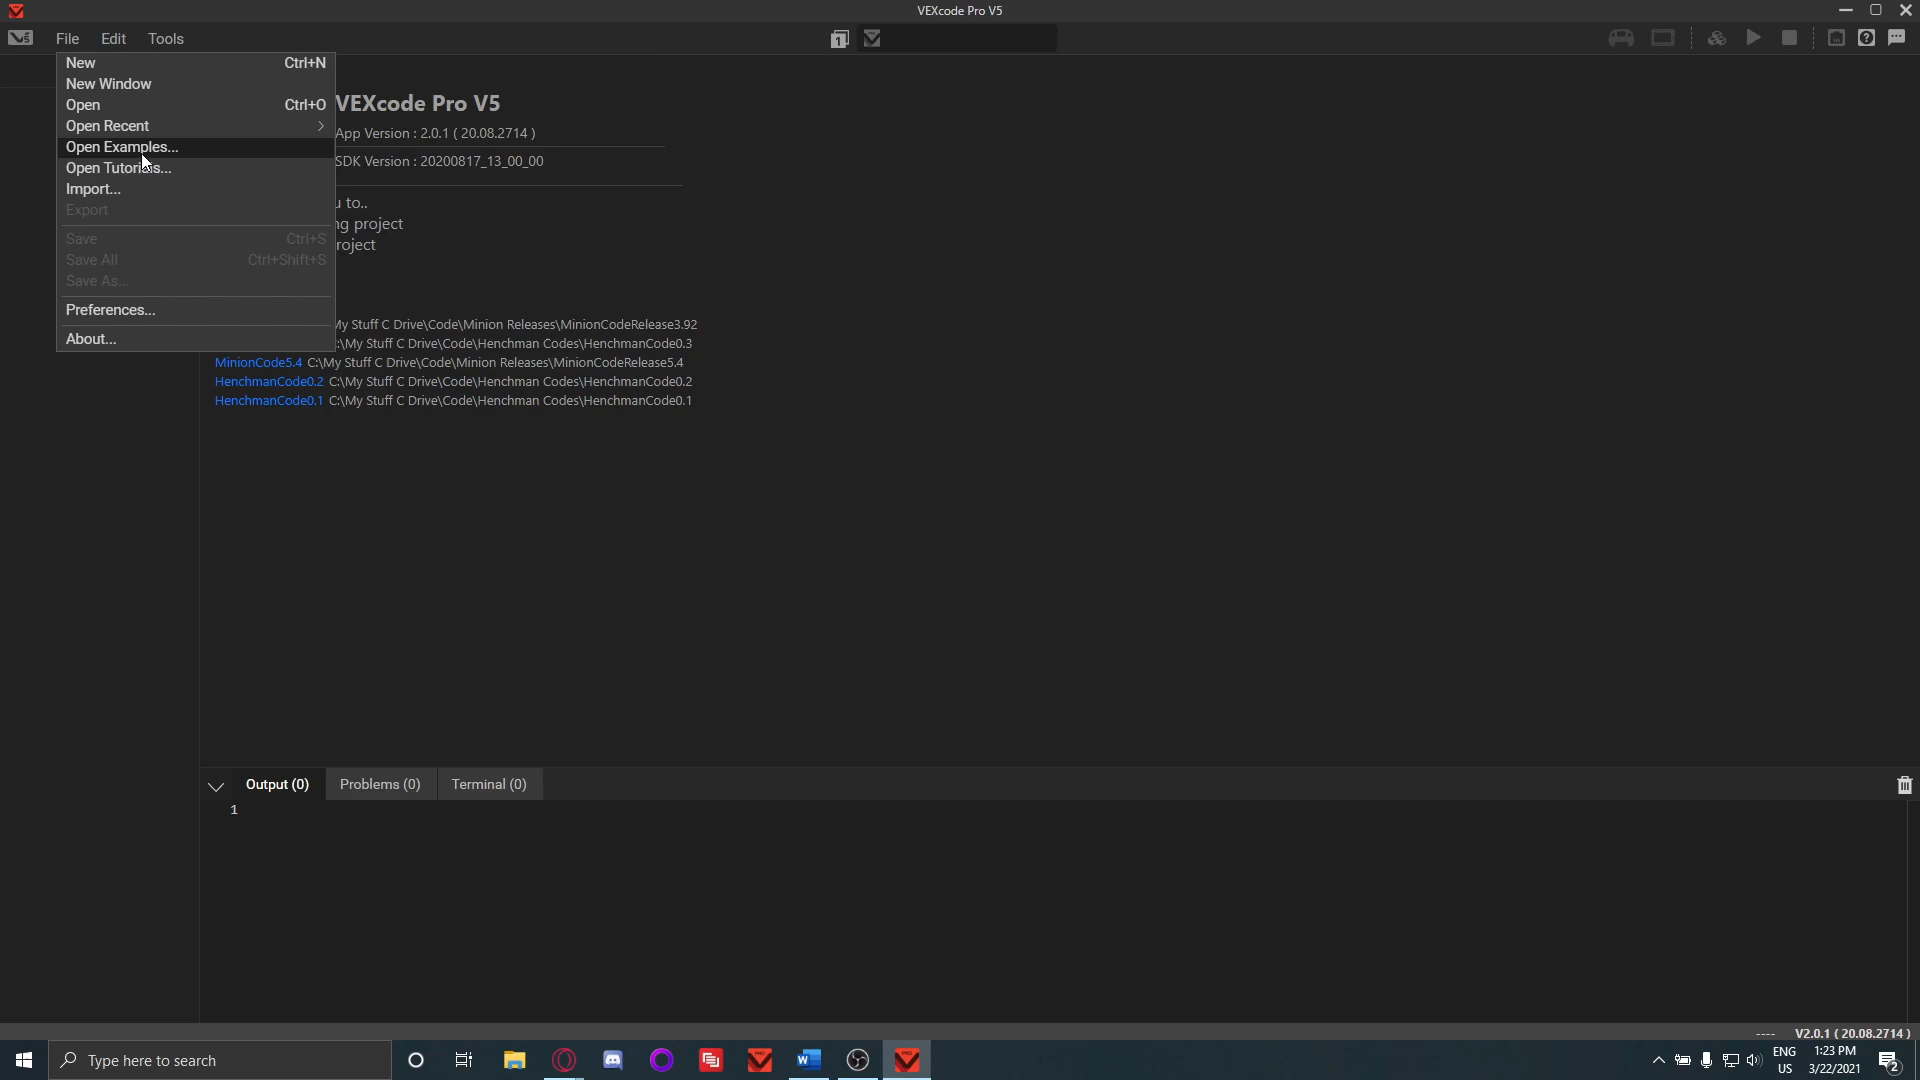 VEXcode Pro V5
File Edit Tools
1
New Ctrl+N
New Window
Open Ctrl+O
Open Recent
Open Examples...
Open Tutorials...
Import...
Export
Save Ctrl+S
Save All Ctrl+Shift+S
Save As...
Preferences...
About...
VEXcode Pro V5
App Version : 2.0.1 ( 20.08.2714 )
SDK Version : 20200817_13_00_00
u to..
ng project
roject
My Stuff C Drive\Code\Minion Releases\MinionCodeRelease3.92
:\My Stuff C Drive\Code\Henchman Codes\HenchmanCode0.3
MinionCode5.4 C:\My Stuff C Drive\Code\Minion Releases\MinionCodeRelease5.4
HenchmanCode0.2 C:\My Stuff C Drive\Code\Henchman Codes\HenchmanCode0.2
HenchmanCode0.1 C:\My Stuff C Drive\Code\Henchman Codes\HenchmanCode0.1
Output (0) Problems (0) Terminal (0)
1
---- V2.0.1 ( 20.08.2714 )
Type here to search
ENG
US
1:23 PM
3/22/2021
2